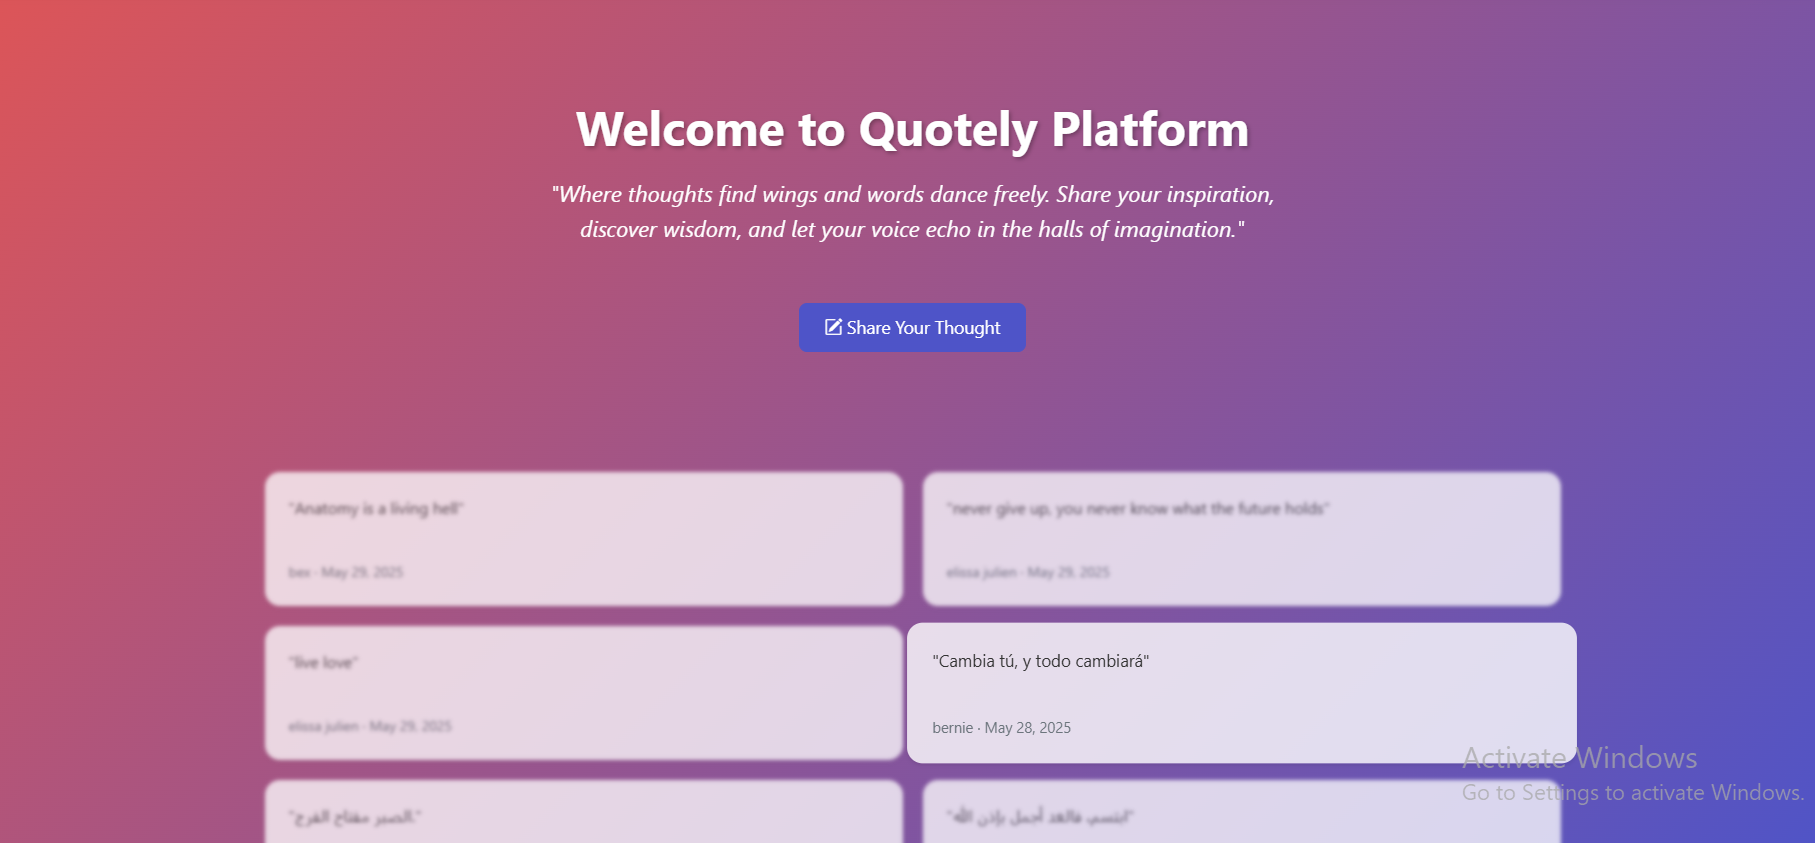 Welcome to Quotely Platform
"Where thoughts find wings and words dance freely. Share your inspiration,
discover wisdom, and let your voice echo in the halls of imagination."
Share Your Thought
"Anatomy is a living hell"
bex · May 29, 2025
"never give up, you never know what the future holds"
elissa julien · May 29, 2025
"live love"
elissa julien · May 29, 2025
"Cambia tú, y todo cambiará"
bernie · May 28, 2025
"الصبر مفتاح الفرج."
"ابتسمي فالغد أجمل بإذن الله"
Activate Windows
Go to Settings to activate Windows.